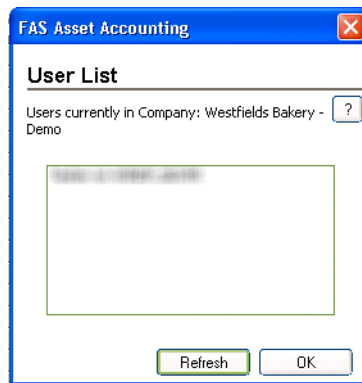 FAS Asset Accounting
User List
Users currently in Company: Westfields Bakery -
Demo
?
Refresh
OK